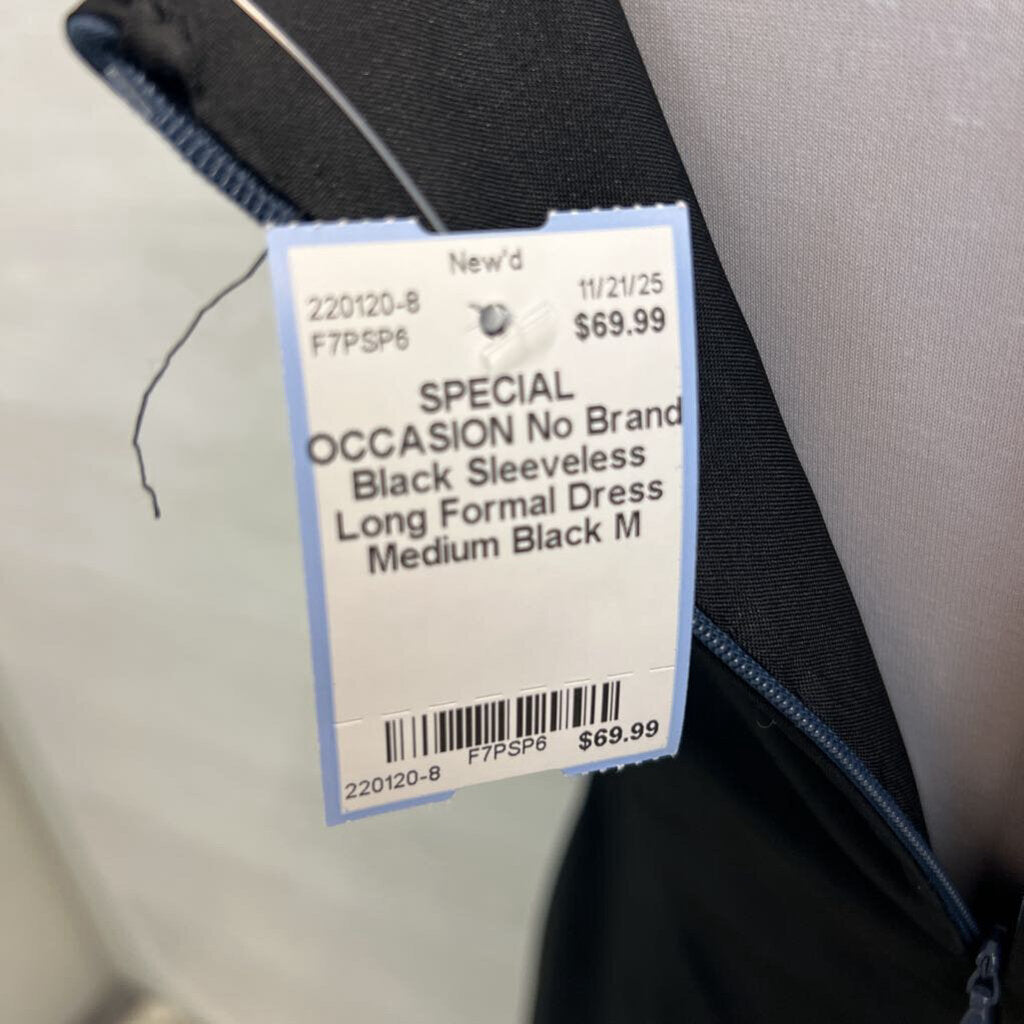 New'd
220120-8 11/21/25
F7PSP6 $69.99
SPECIAL
OCCASION No Brand
Black Sleeveless
Long Formal Dress
Medium Black M
F7PSP6 $69.99
220120-8